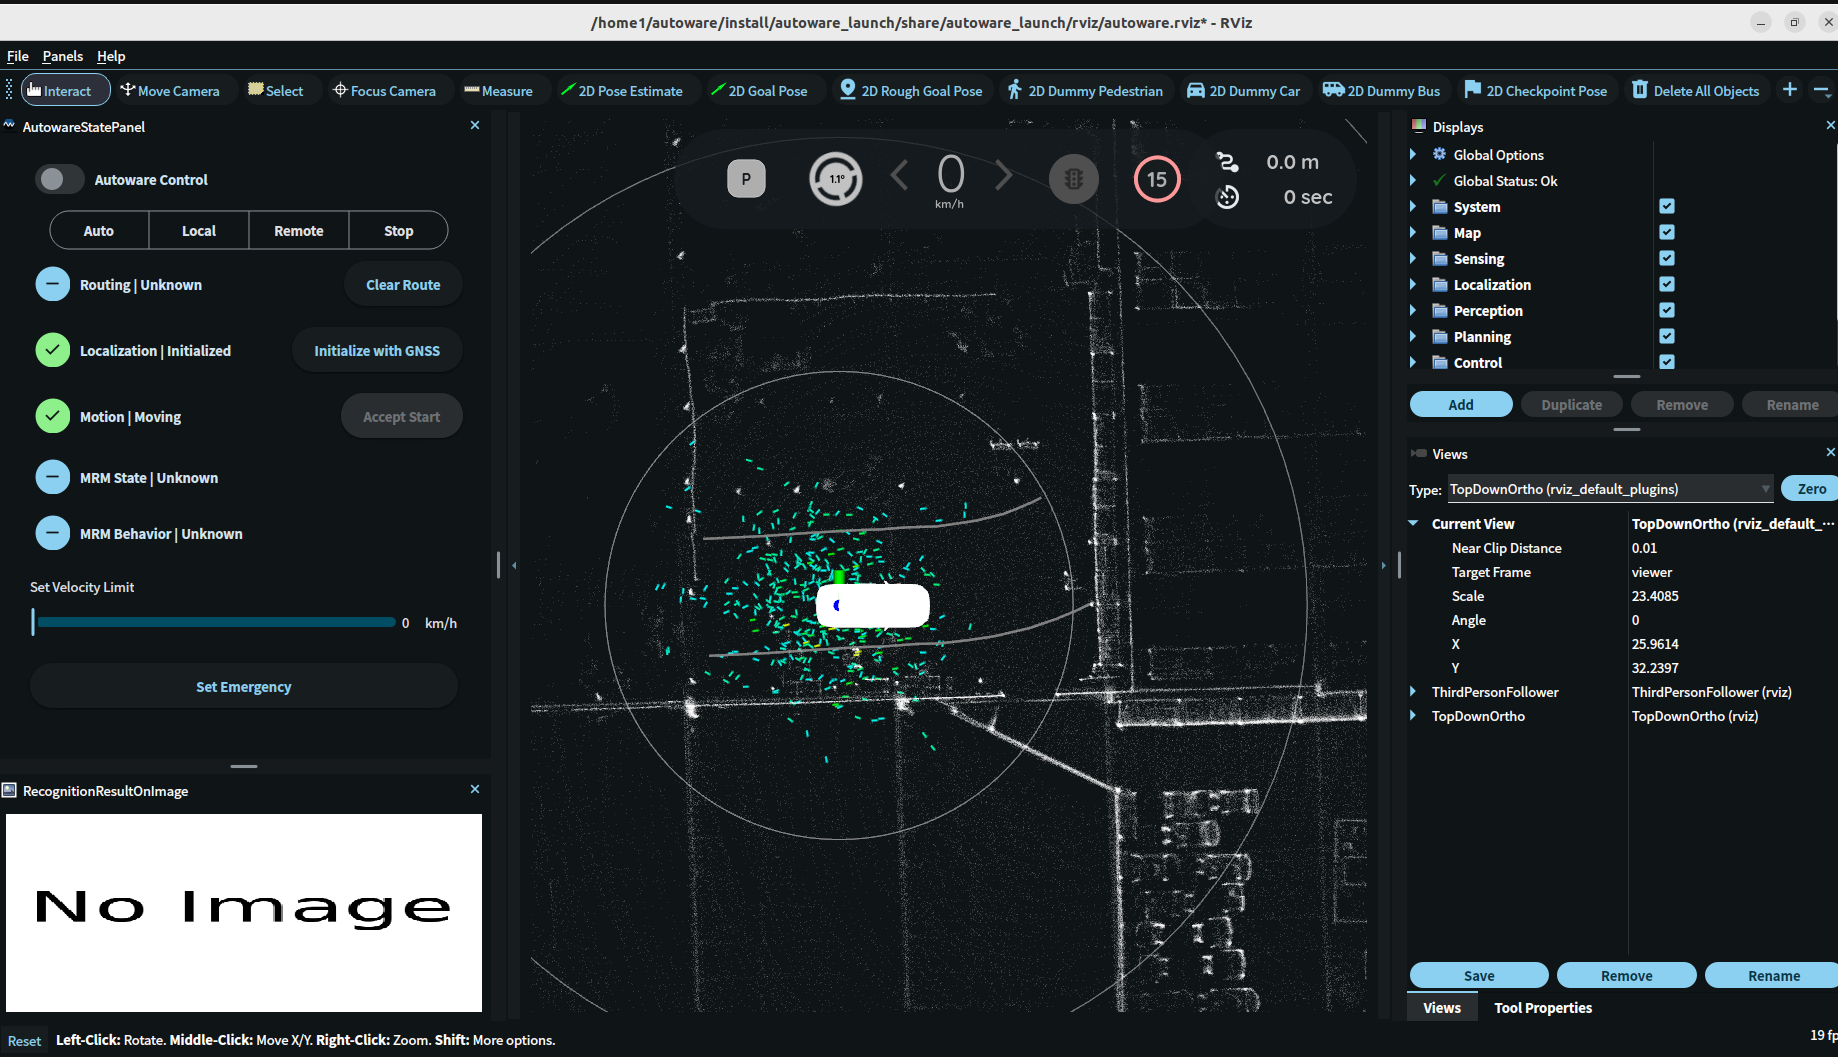 /home1/autoware/install/autoware_launch/share/autoware_launch/rviz/autoware.rviz* - RViz
File Panels Help
Interact Move Camera Select Focus Camera Measure 2D Pose Estimate 2D Goal Pose 2D Rough Goal Pose 2D Dummy Pedestrian 2D Dummy Car 2D Dummy Bus 2D Checkpoint Pose Delete All Objects
AutowareStatePanel
Autoware Control
Auto Local Remote Stop
Routing | Unknown Clear Route
Localization | Initialized Initialize with GNSS
Motion | Moving Accept Start
MRM State | Unknown
MRM Behavior | Unknown
Set Velocity Limit
0 km/h
Set Emergency
RecognitionResultOnImage
No Image
P 1.1° 0 15 0.0 m
km/h 0 sec
Displays
Global Options
Global Status: Ok
System
Map
Sensing
Localization
Perception
Planning
Control
Add Duplicate Remove Rename
Views
Type: TopDownOrtho (rviz_default_plugins) Zero
Current View TopDownOrtho (rviz_default_···
Near Clip Distance 0.01
Target Frame viewer
Scale 23.4085
Angle 0
X 25.9614
Y 32.2397
ThirdPersonFollower ThirdPersonFollower (rviz)
TopDownOrtho TopDownOrtho (rviz)
Save Remove Rename
Views Tool Properties
Reset Left-Click: Rotate. Middle-Click: Move X/Y. Right-Click: Zoom. Shift: More options. 19 fp